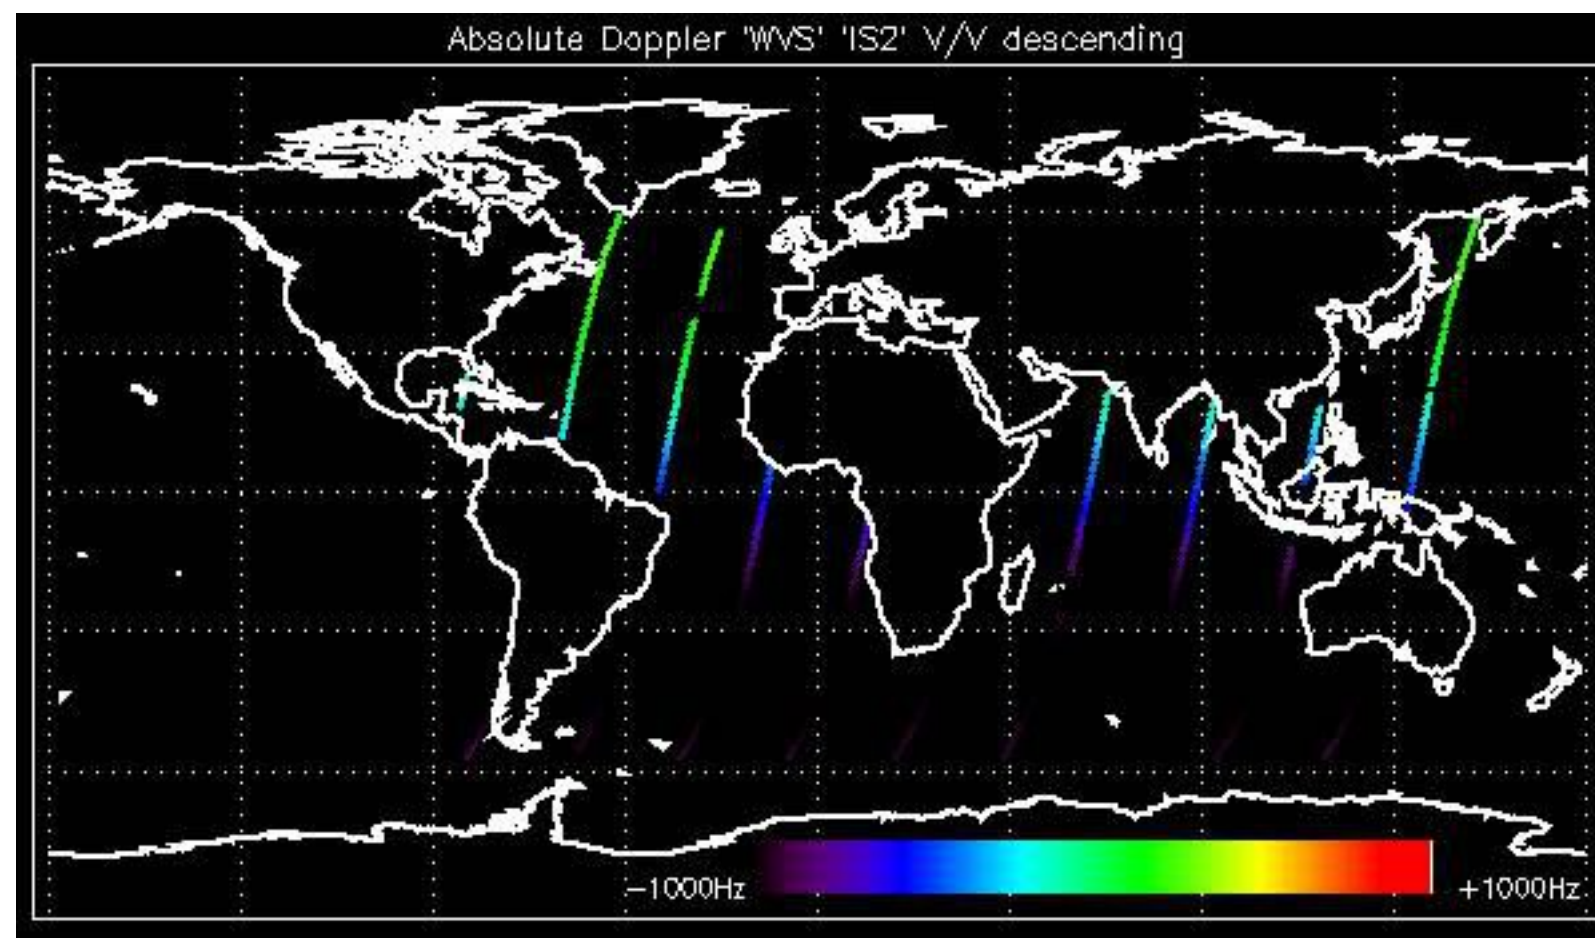 Absolute Doppler 'WVS' 'IS2' V/V descending
−1000Hz +1000Hz